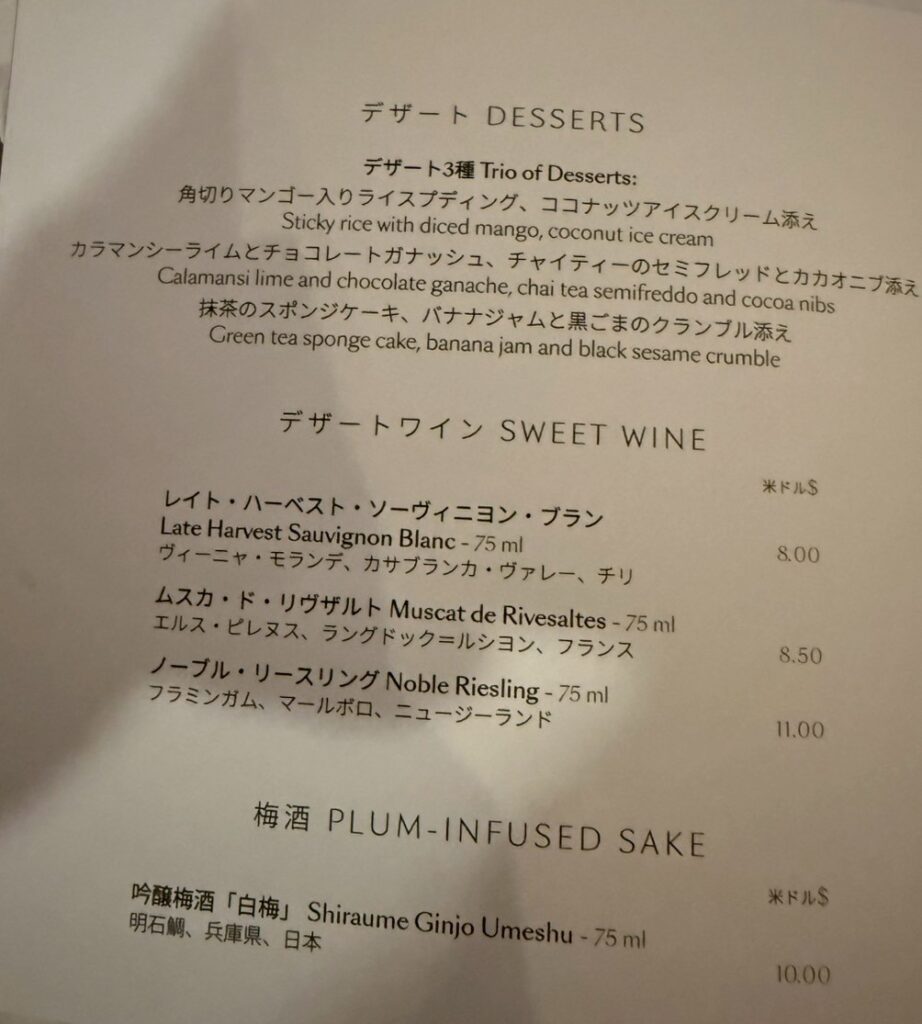 デザート DESSERTS
デザート3種 Trio of Desserts:
角切りマンゴー入りライスプディング、ココナッツアイスクリーム添え
Sticky rice with diced mango, coconut ice cream
カラマンシーライムとチョコレートガナッシュ、チャイティーのセミフレッドとカカオニブ添え
Calamansi lime and chocolate ganache, chai tea semifreddo and cocoa nibs
抹茶のスポンジケーキ、バナナジャムと黒ごまのクランブル添え
Green tea sponge cake, banana jam and black sesame crumble
デザートワイン SWEET WINE
米ドル$
レイト・ハーベスト・ソーヴィニヨン・ブラン
Late Harvest Sauvignon Blanc - 75 ml 8.00
ヴィーニャ・モランデ、カサブランカ・ヴァレー、チリ
ムスカ・ド・リヴザルト Muscat de Rivesaltes - 75 ml
エルス・ピレヌス、ラングドック=ルシヨン、フランス 8.50
ノーブル・リースリング Noble Riesling - 75 ml
フラミンガム、マールボロ、ニュージーランド 11.00
梅酒 PLUM-INFUSED SAKE
米ドル$
吟醸梅酒「白梅」 Shiraume Ginjo Umeshu - 75 ml
明石鯛、兵庫県、日本 10.00